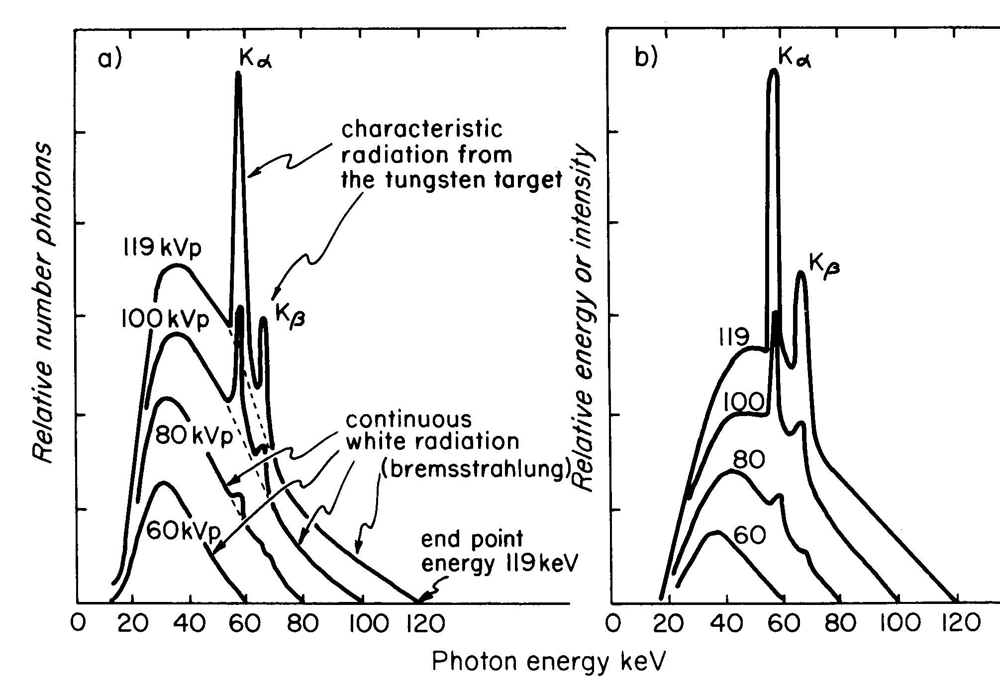 a)
Kα
characteristic
radiation from
the tungsten target
119 kVp
100 kVp
Kβ
80 kVp
continuous
white radiation
(bremsstrahlung)
60 kVp
end point
energy 119 keV
Relative number photons
0 20 40 60 80 100 120
b)
Kα
Kβ
119
100
80
60
Relative energy or intensity
0 20 40 60 80 100 120
Photon energy keV